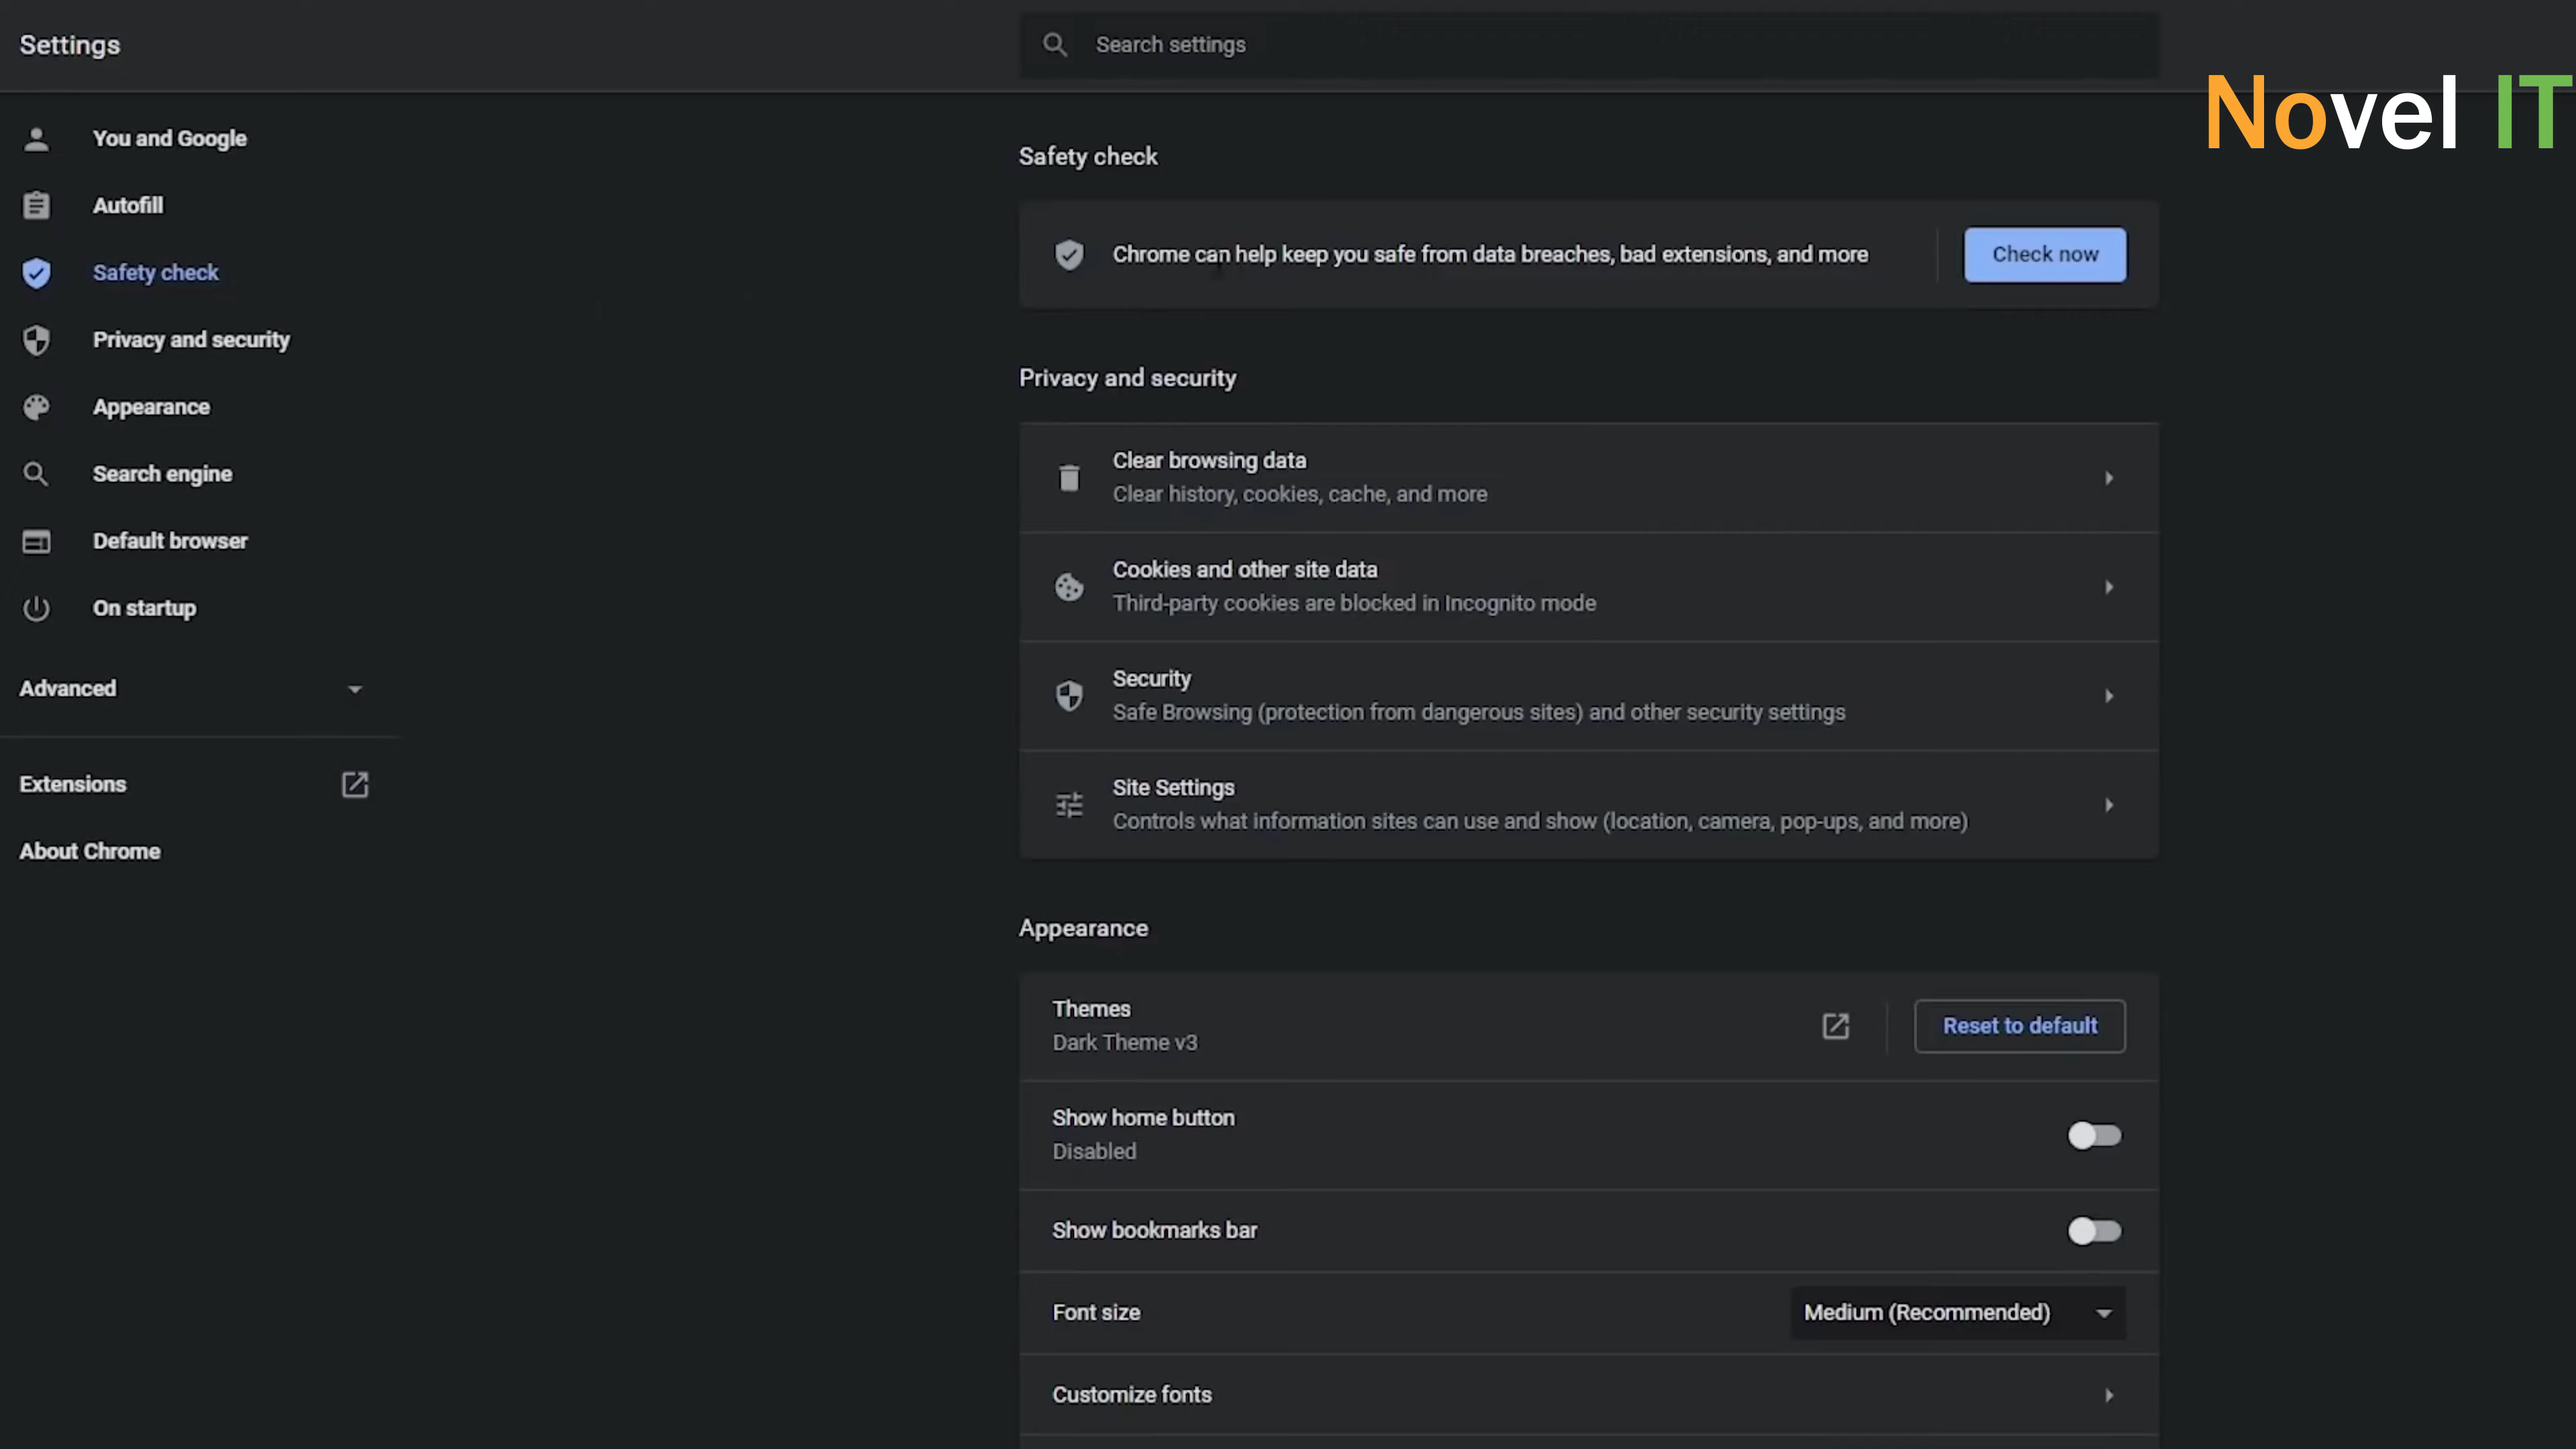 Settings
Search settings
Novel IT
You and Google
Autofill
Safety check
Privacy and security
Appearance
Search engine
Default browser
On startup
Advanced
Extensions
About Chrome
Safety check
Chrome can help keep you safe from data breaches, bad extensions, and more
Check now
Privacy and security
Clear browsing data
Clear history, cookies, cache, and more
Cookies and other site data
Third-party cookies are blocked in Incognito mode
Security
Safe Browsing (protection from dangerous sites) and other security settings
Site Settings
Controls what information sites can use and show (location, camera, pop-ups, and more)
Appearance
Themes
Dark Theme v3
Reset to default
Show home button
Disabled
Show bookmarks bar
Font size
Medium (Recommended)
Customize fonts